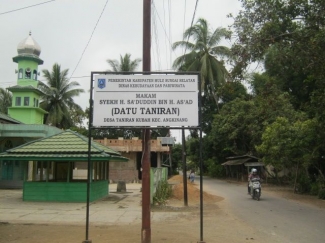 PEMERINTAH KABUPATEN HULU SUNGAI SELATAN
DINAS KEBUDAYAAN DAN PARIWISATA
MAKAM
SYEKH H. SA'DUDDIN BIN H. AS'AD
(DATU TANIRAN)
DESA TANIRAN KUBAH KEC. ANGKINANG